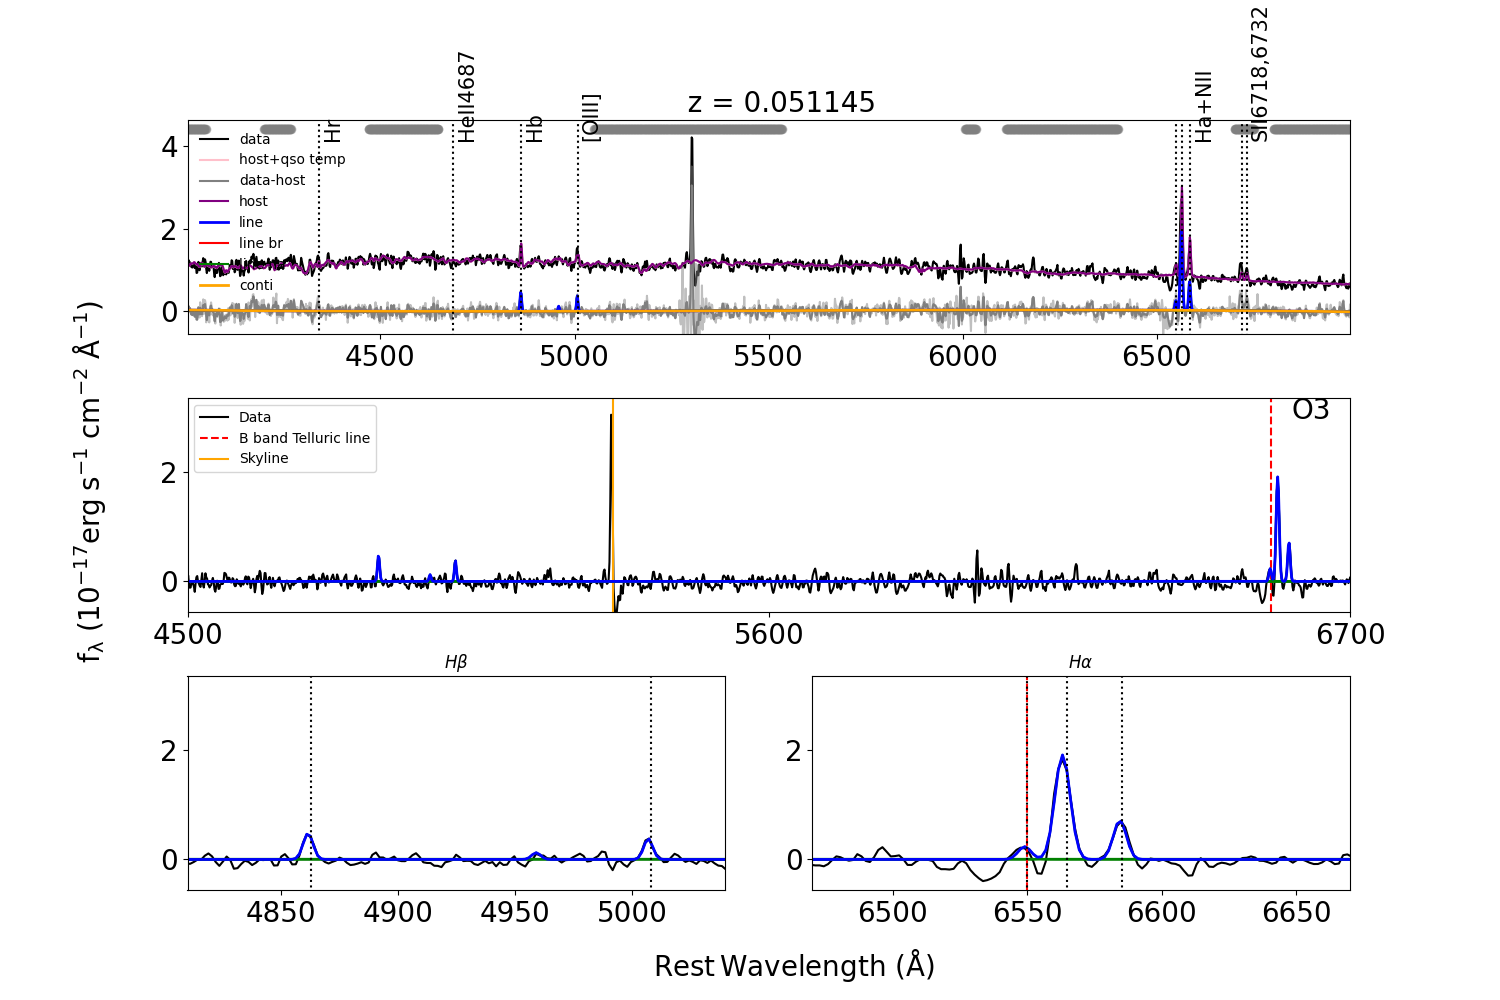 z = 0.051145
Hr
HeII4687
Hb
[OIII]
Ha+NII
SII6718,6732
data
host+qso temp
data-host
host
line
line br
conti
4
2
0
4500
5000
5500
6000
6500
Data
B band Telluric line
Skyline
O3
2
0
4500
5600
6700
fλ (10⁻¹⁷erg s⁻¹ cm⁻² Å⁻¹)
Hβ
2
0
4850
4900
4950
5000
Hα
2
0
6500
6550
6600
6650
Rest Wavelength (Å)